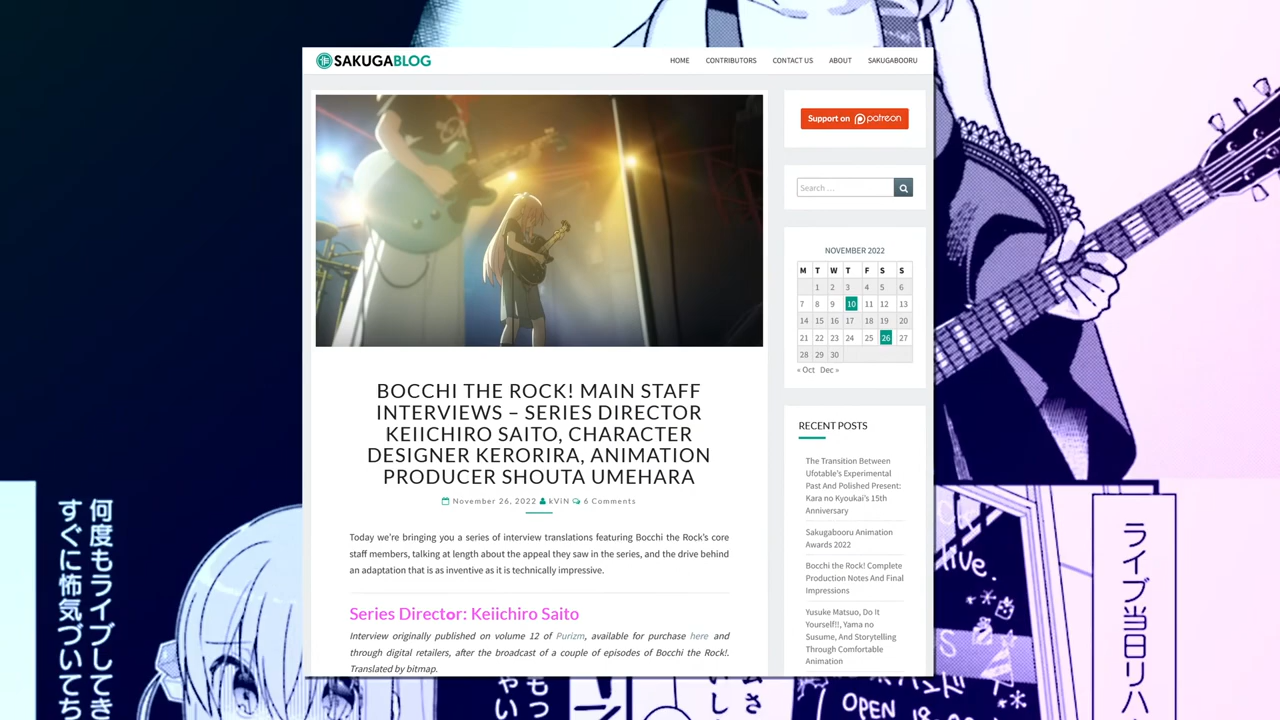 SAKUGABLOG
HOME
CONTRIBUTORS
CONTACT US
ABOUT
SAKUGABOORU
BOCCHI THE ROCK! MAIN STAFF
INTERVIEWS – SERIES DIRECTOR
KEIICHIRO SAITO, CHARACTER
DESIGNER KERORIRA, ANIMATION
PRODUCER SHOUTA UMEHARA
November 26, 2022 kViN 6 Comments
Today we're bringing you a series of interview translations featuring Bocchi the Rock's core
staff members, talking at length about the appeal they saw in the series, and the drive behind
an adaptation that is as inventive as it is technically impressive.
Series Director: Keiichiro Saito
Interview originally published on volume 12 of Purizm, available for purchase here and
through digital retailers, after the broadcast of a couple of episodes of Bocchi the Rock!.
Translated by bitmap.
Support on patreon
Search ...
NOVEMBER 2022
M T W T F S S
1 2 3 4 5 6
7 8 9 10 11 12 13
14 15 16 17 18 19 20
21 22 23 24 25 26 27
28 29 30
« Oct Dec »
RECENT POSTS
The Transition Between
Ufotable's Experimental
Past And Polished Present:
Kara no Kyoukai's 15th
Anniversary
Sakugabooru Animation
Awards 2022
Bocchi the Rock! Complete
Production Notes And Final
Impressions
Yusuke Matsuo, Do It
Yourself!!, Yama no
Susume, And Storytelling
Through Comfortable
Animation
何度もライブしてき
すぐに怖気づいてち
ライブ当日リハ
live.
OPEN